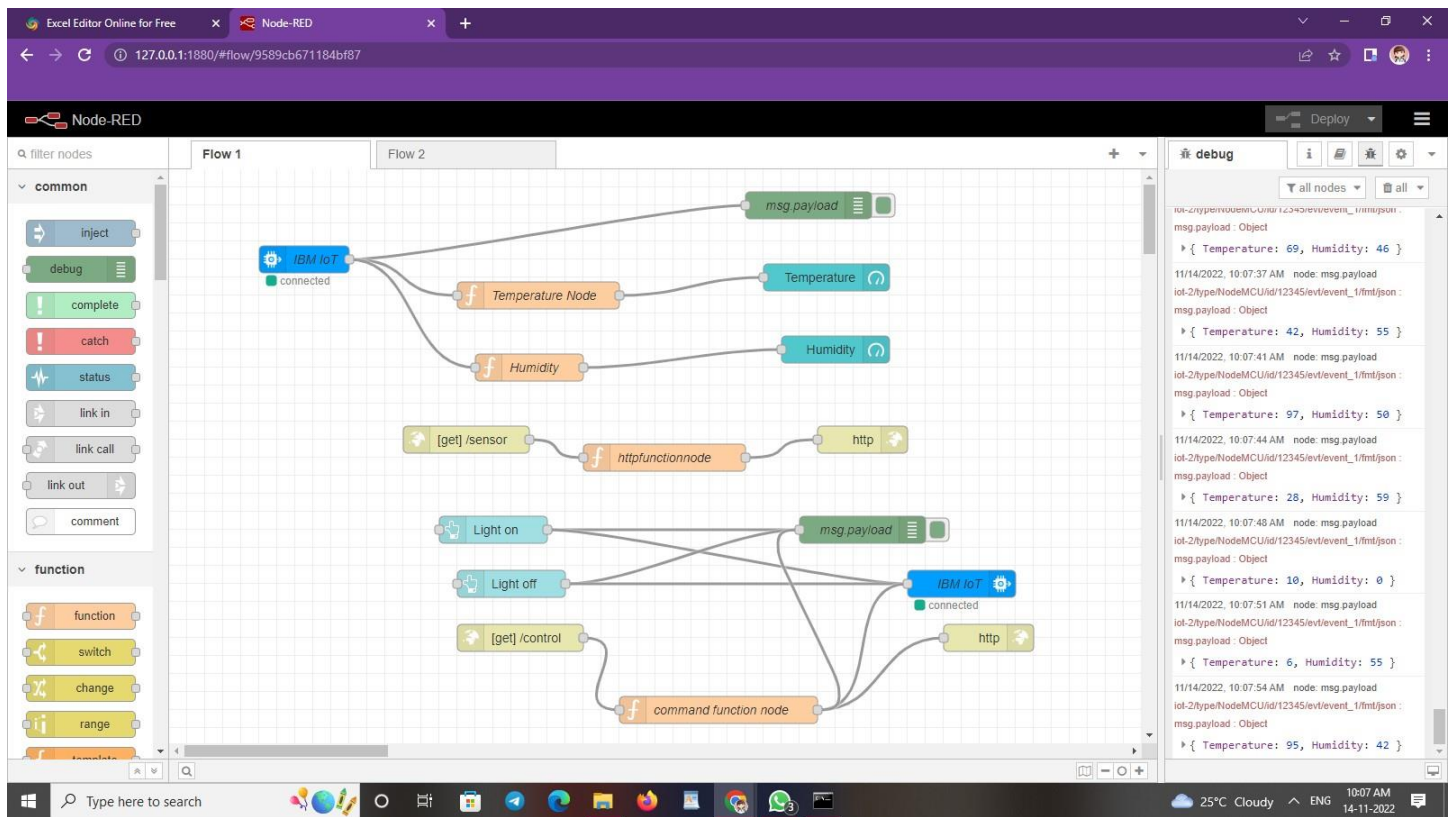 Excel Editor Online for Free
Node-RED
127.0.0.1:1880/#flow/9589cb671184bf87
Node-RED
Deploy
filter nodes
Flow 1
Flow 2
debug
i
all nodes
all
common
inject
debug
complete
catch
status
link in
link call
link out
comment
function
function
switch
change
range
template
msg.payload
IBM IoT
connected
Temperature Node
Temperature
Humidity
Humidity
[get] /sensor
httpfunctionnode
http
Light on
msg.payload
Light off
IBM IoT
connected
[get] /control
http
command function node
iot-2/type/NodeMCU/id/12345/evt/event_1/fmt/json :
msg.payload : Object
{ Temperature: 69, Humidity: 46 }
11/14/2022, 10:07:37 AM node: msg.payload
iot-2/type/NodeMCU/id/12345/evt/event_1/fmt/json :
msg.payload : Object
{ Temperature: 42, Humidity: 55 }
11/14/2022, 10:07:41 AM node: msg.payload
iot-2/type/NodeMCU/id/12345/evt/event_1/fmt/json :
msg.payload : Object
{ Temperature: 97, Humidity: 50 }
11/14/2022, 10:07:44 AM node: msg.payload
iot-2/type/NodeMCU/id/12345/evt/event_1/fmt/json :
msg.payload : Object
{ Temperature: 28, Humidity: 59 }
11/14/2022, 10:07:48 AM node: msg.payload
iot-2/type/NodeMCU/id/12345/evt/event_1/fmt/json :
msg.payload : Object
{ Temperature: 10, Humidity: 0 }
11/14/2022, 10:07:51 AM node: msg.payload
iot-2/type/NodeMCU/id/12345/evt/event_1/fmt/json :
msg.payload : Object
{ Temperature: 6, Humidity: 55 }
11/14/2022, 10:07:54 AM node: msg.payload
iot-2/type/NodeMCU/id/12345/evt/event_1/fmt/json :
msg.payload : Object
{ Temperature: 95, Humidity: 42 }
Type here to search
3
25°C Cloudy
ENG
10:07 AM
14-11-2022